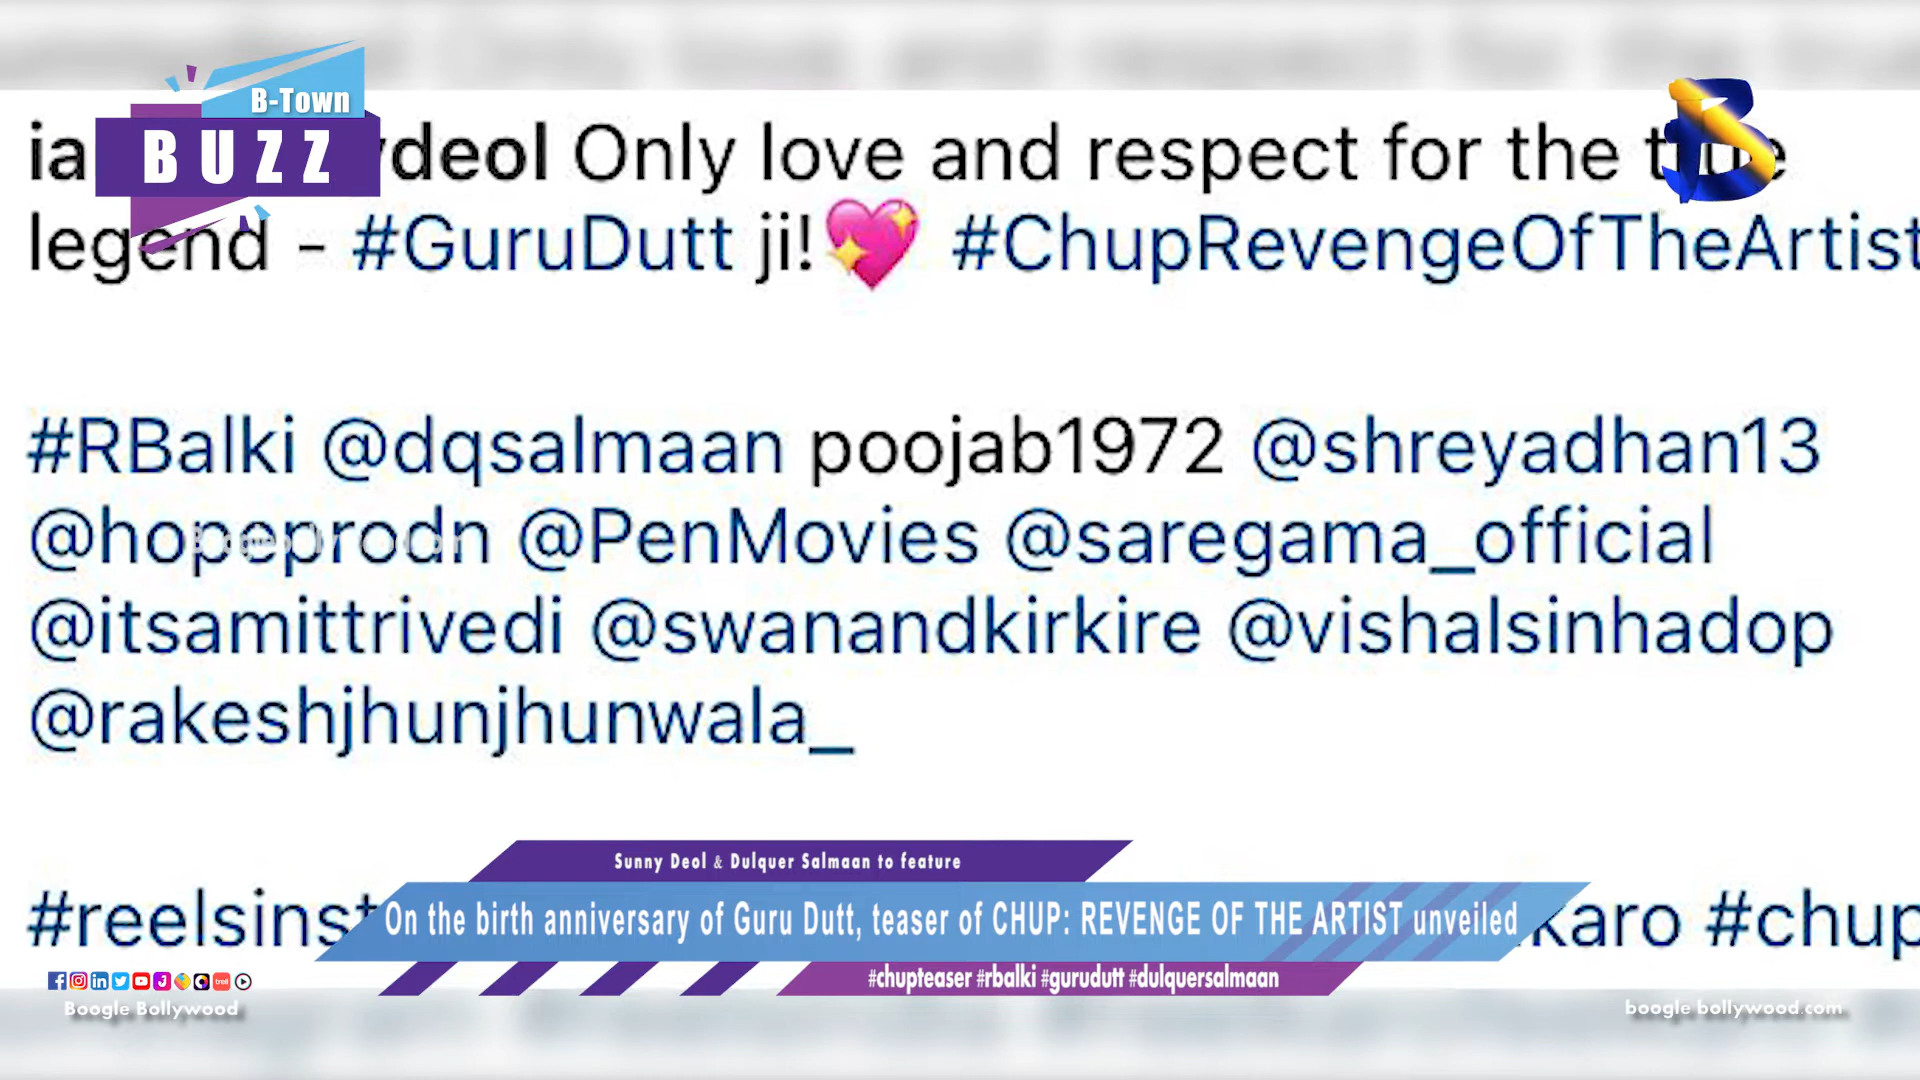 B-Town
BUZZ
ia deol Only love and respect for the true
legend - #GuruDutt ji!💖 #ChupRevengeOfTheArtist
#RBalki @dqsalmaan poojab1972 @shreyadhan13
@hopeprodn @PenMovies @saregama_official
@itsamittrivedi @swanandkirkire @vishalsinhadop
@rakeshjhunjhunwala_
Sunny Deol & Dulquer Salmaan to feature
#reelsinst karo #chup
On the birth anniversary of Guru Dutt, teaser of CHUP: REVENGE OF THE ARTIST unveiled
#chupteaser #rbalki #gurudutt #dulquersalmaan
Boogle Bollywood
boogle bollywood.com